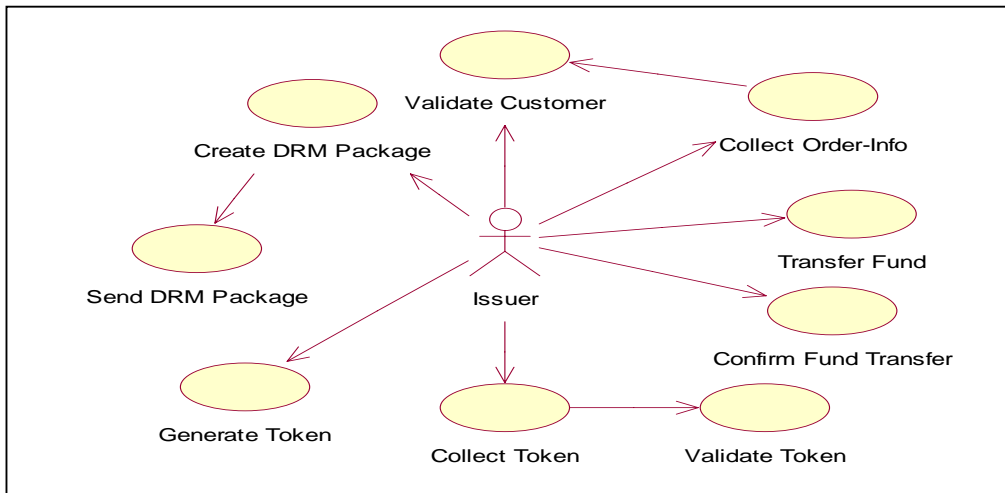 Validate Customer
Collect Order-Info
Create DRM Package
Transfer Fund
Send DRM Package
Issuer
Confirm Fund Transfer
Generate Token
Collect Token
Validate Token